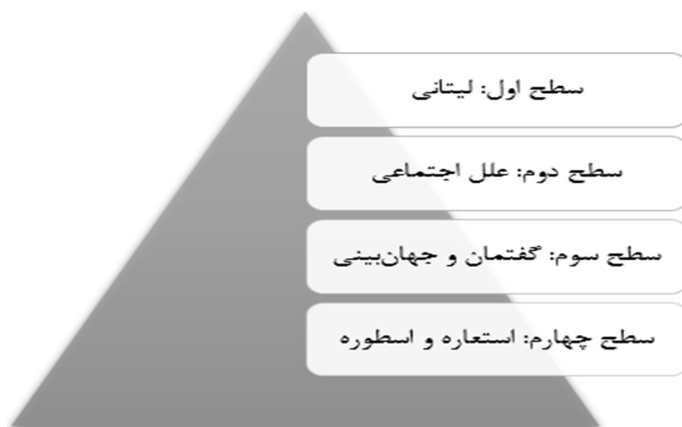 سطح اول: لیتانی
سطح دوم: علل اجتماعی
سطح سوم: گفتمان و جهان‌بینی
سطح چهارم: استعاره و اسطوره